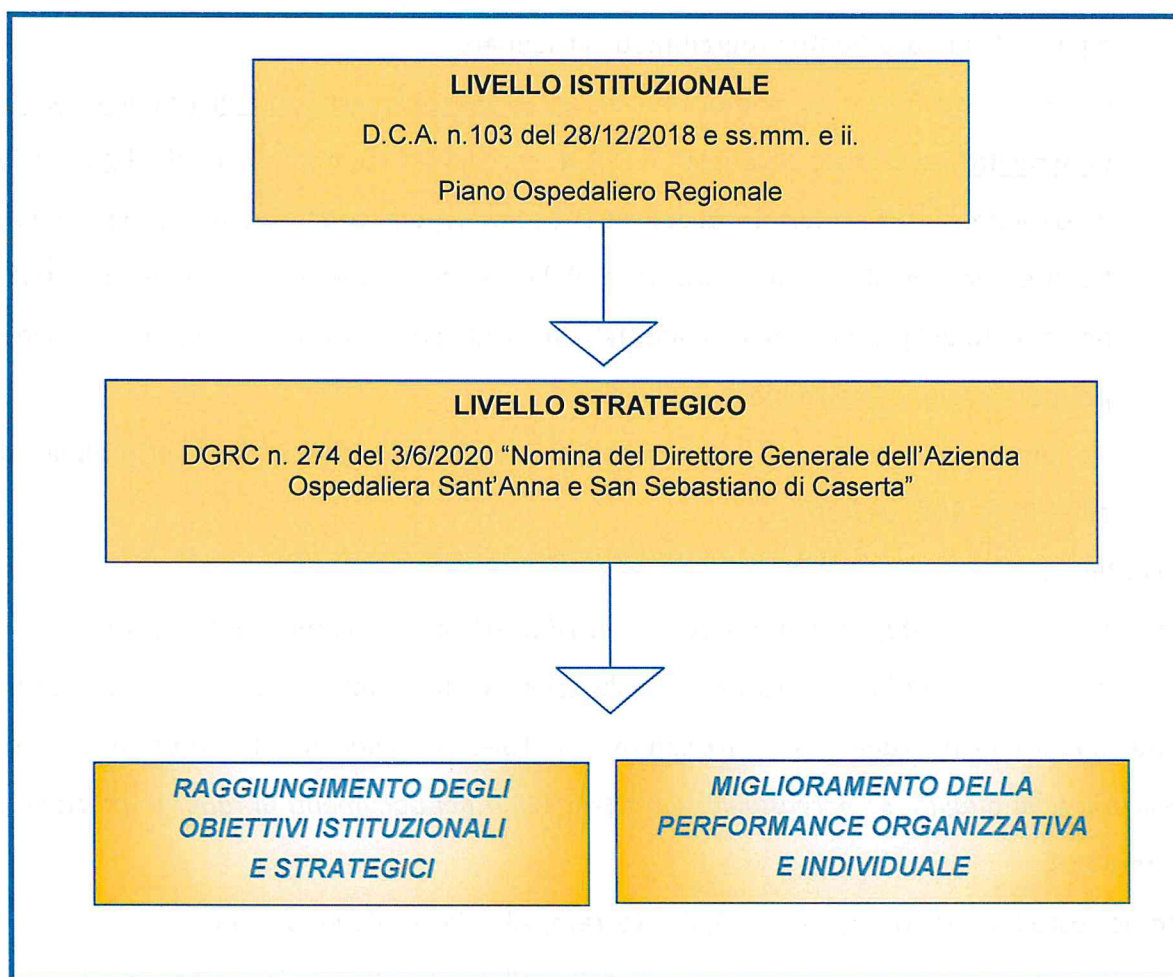 LIVELLO ISTITUZIONALE
D.C.A. n.103 del 28/12/2018 e ss.mm. e ii.
Piano Ospedaliero Regionale
LIVELLO STRATEGICO
DGRC n. 274 del 3/6/2020 “Nomina del Direttore Generale dell’Azienda
Ospedaliera Sant’Anna e San Sebastiano di Caserta”
RAGGIUNGIMENTO DEGLI
OBIETTIVI ISTITUZIONALI
E STRATEGICI
MIGLIORAMENTO DELLA
PERFORMANCE ORGANIZZATIVA
E INDIVIDUALE